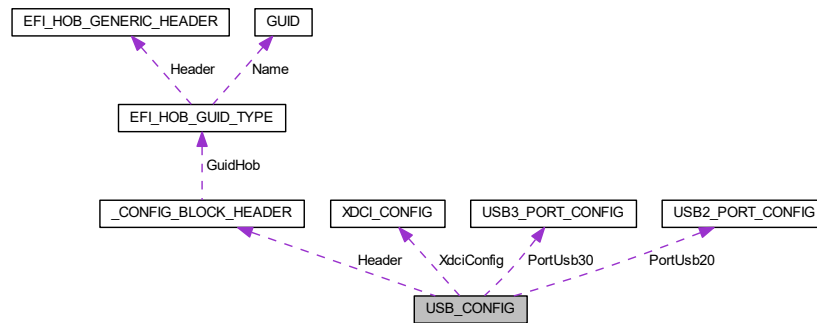 EFI_HOB_GENERIC_HEADER
GUID
Header
Name
EFI_HOB_GUID_TYPE
GuidHob
_CONFIG_BLOCK_HEADER
XDCI_CONFIG
USB3_PORT_CONFIG
USB2_PORT_CONFIG
Header
XdciConfig
PortUsb30
PortUsb20
USB_CONFIG